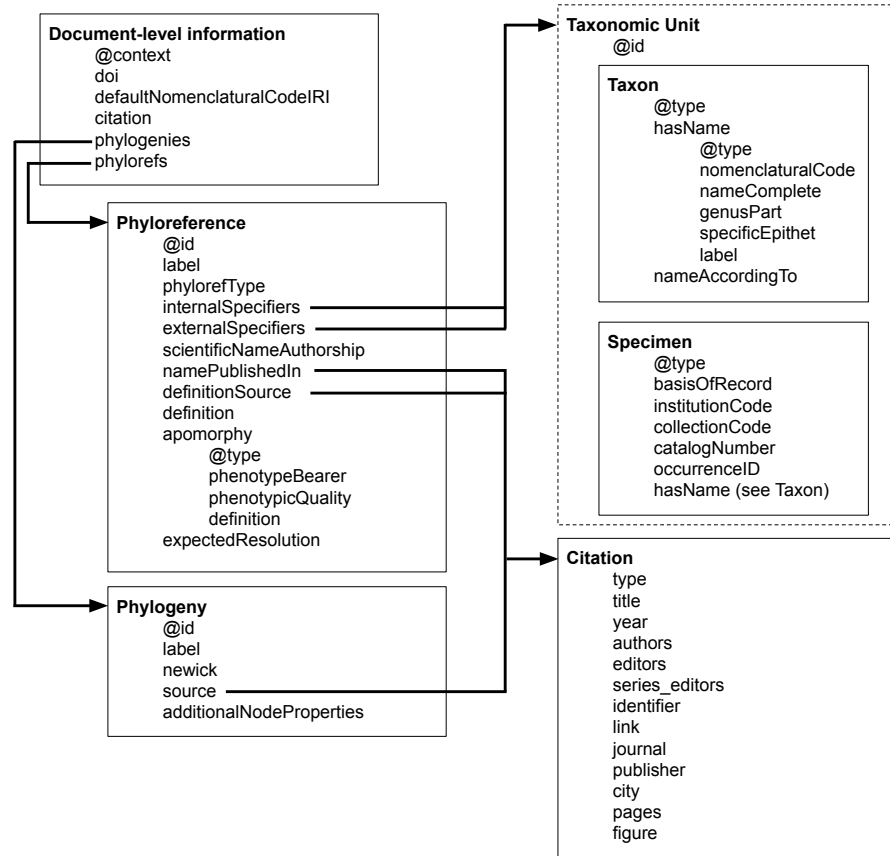 Document-level information
@context
doi
defaultNomenclaturalCodeIRI
citation
phylogenies
phylorefs
Phyloreference
@id
label
phylorefType
internalSpecifiers
externalSpecifiers
scientificNameAuthorship
namePublishedIn
definitionSource
definition
apomorphy
@type
phenotypeBearer
phenotypicQuality
definition
expectedResolution
Phylogeny
@id
label
newick
source
additionalNodeProperties
Taxonomic Unit
@id
Taxon
@type
hasName
@type
nomenclaturalCode
nameComplete
genusPart
specificEpithet
label
nameAccordingTo
Specimen
@type
basisOfRecord
institutionCode
collectionCode
catalogNumber
occurrenceID
hasName (see Taxon)
Citation
type
title
year
authors
editors
series_editors
identifier
link
journal
publisher
city
pages
figure